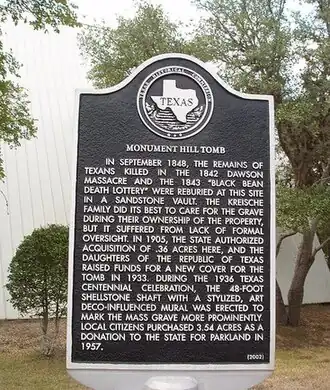 TEXAS HISTORICAL COMMISSION
TEXAS
MONUMENT HILL TOMB
IN SEPTEMBER 1848, THE REMAINS OF
TEXANS KILLED IN THE 1842 DAWSON
MASSACRE AND THE 1843 "BLACK BEAN
DEATH LOTTERY" WERE REBURIED AT THIS SITE
IN A SANDSTONE VAULT. THE KREISCHE
FAMILY DID ITS BEST TO CARE FOR THE GRAVE
DURING THEIR OWNERSHIP OF THE PROPERTY,
BUT IT SUFFERED FROM LACK OF FORMAL
OVERSIGHT. IN 1905, THE STATE AUTHORIZED
ACQUISITION OF .36 ACRES HERE, AND THE
DAUGHTERS OF THE REPUBLIC OF TEXAS
RAISED FUNDS FOR A NEW COVER FOR THE
TOMB IN 1933. DURING THE 1936 TEXAS
CENTENNIAL CELEBRATION, THE 48-FOOT
SHELLSTONE SHAFT WITH A STYLIZED, ART
DECO-INFLUENCED MURAL WAS ERECTED TO
MARK THE MASS GRAVE MORE PROMINENTLY.
LOCAL CITIZENS PURCHASED 3.54 ACRES AS A
DONATION TO THE STATE FOR PARKLAND IN
1957.
(2002)